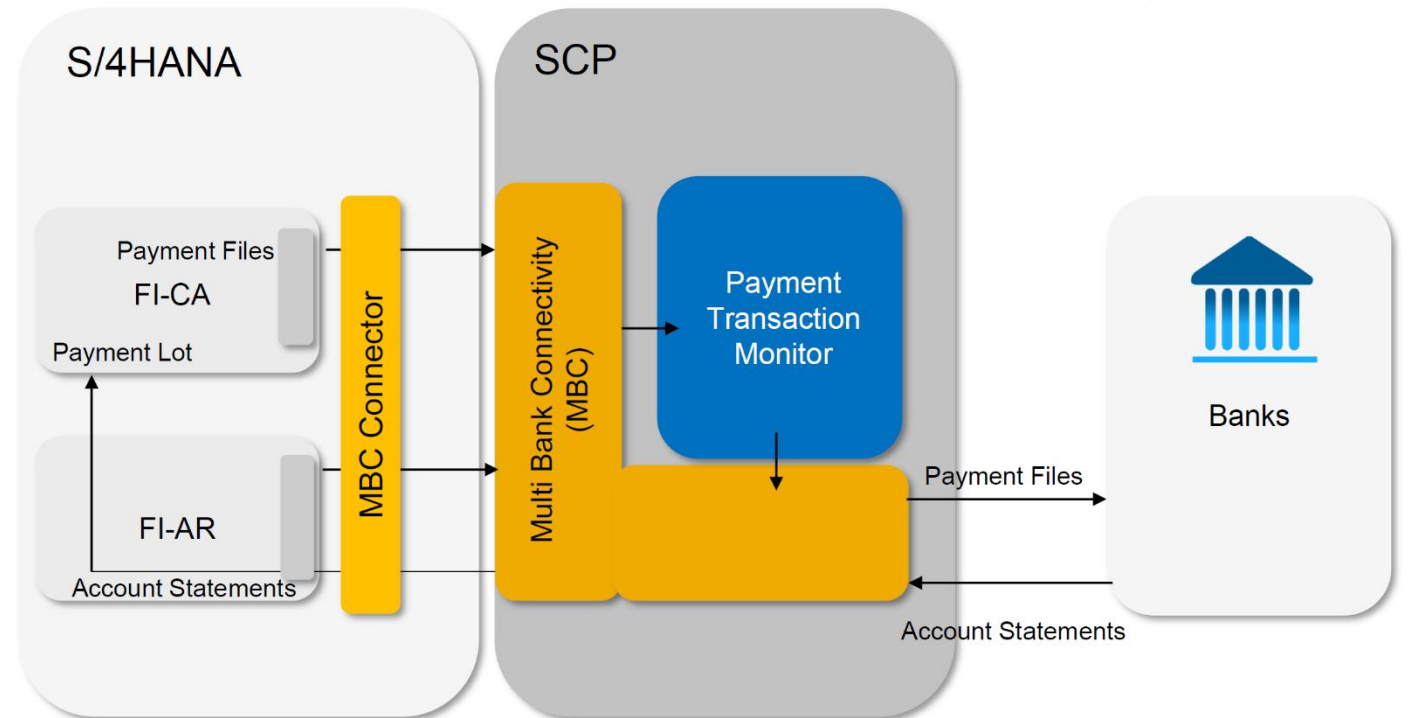 S/4HANA
SCP
Payment Files
FI-CA
Payment Lot
FI-AR
Account Statements
MBC Connector
Multi Bank Connectivity
(MBC)
Payment
Transaction
Monitor
Banks
Payment Files
Account Statements